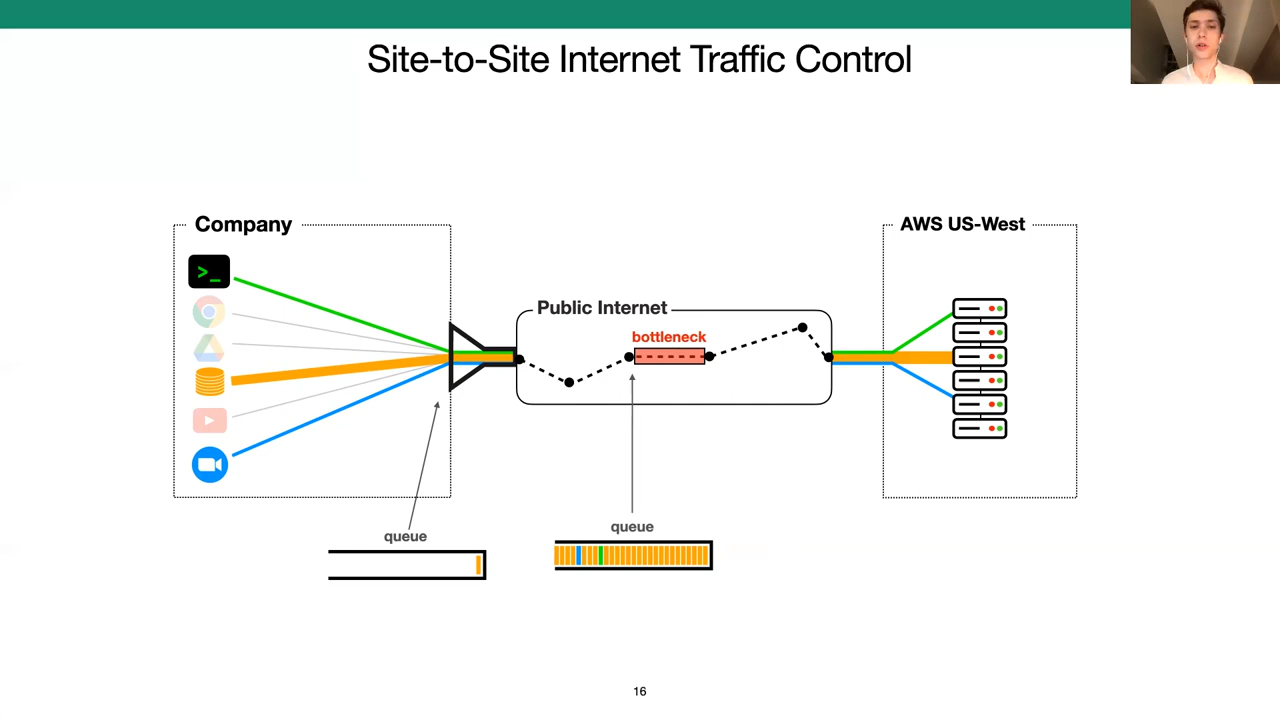 Site-to-Site Internet Traffic Control
Company
AWS US-West
>_
Public Internet
bottleneck
queue
queue
16